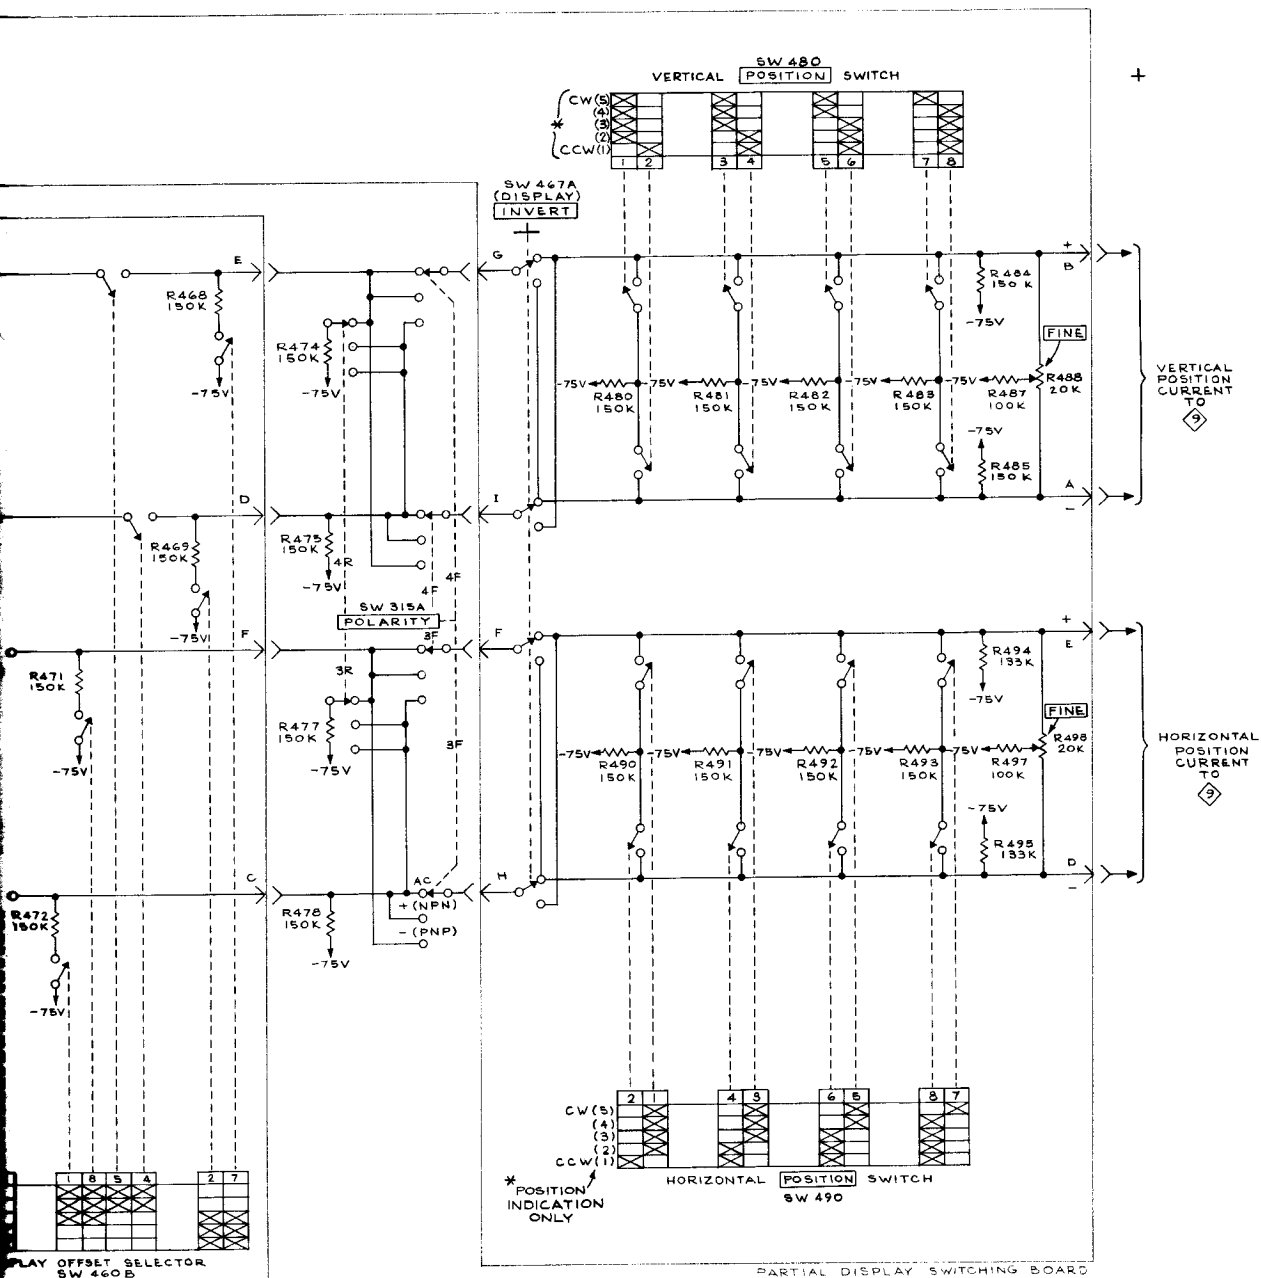 SW 480
VERTICAL POSITION SWITCH
+
CW(5)
(4)
*
(3)
(2)
CCW(1)
1 2 3 4 5 6 7 8
SW 467A
(DISPLAY)
INVERT
E
G
+
B
R468
150K
-75V
R474
150K
-75V
R484
150 K
-75V
FINE
R488
20K
-75V
R480
150K
-75V
R481
150K
-75V
R482
150K
-75V
R483
150K
-75V
R487
100K
-75V
R485
150K
VERTICAL
POSITION
CURRENT
TO
9
D
I
A
-
R469
150K
-75V
R475
150K
-75V
4R
4F
4F
SW 315A
POLARITY
3F
F
F
+
E
R471
150K
-75V
3R
R477
150K
-75V
3F
R494
133K
-75V
FINE
R498
20K
-75V
R490
150K
-75V
R491
150K
-75V
R492
150K
-75V
R493
150K
-75V
R497
100K
-75V
R495
133K
HORIZONTAL
POSITION
CURRENT
TO
9
C
AC
H
D
-
+(NPN)
-(PNP)
R472
150K
-75V
R478
150K
-75V
2 1 4 3 6 5 8 7
CW(5)
(4)
(3)
(2)
CCW(1)
HORIZONTAL POSITION SWITCH
SW 490
*
POSITION
INDICATION
ONLY
1 8 5 4 2 7
PLAY OFFSET SELECTOR
SW 460B
PARTIAL DISPLAY SWITCHING BOARD